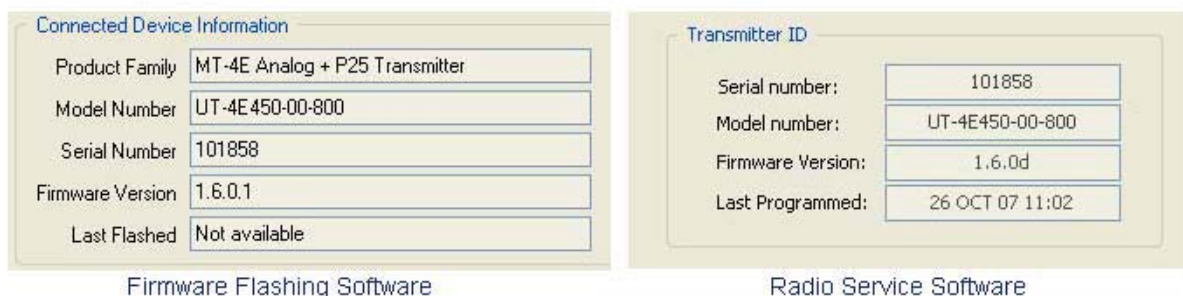 Connected Device Information
Product Family MT-4E Analog + P25 Transmitter
Model Number UT-4E450-00-800
Serial Number 101858
Firmware Version 1.6.0.1
Last Flashed Not available
Firmware Flashing Software
Transmitter ID
Serial number: 101858
Model number: UT-4E450-00-800
Firmware Version: 1.6.0d
Last Programmed: 26 OCT 07 11:02
Radio Service Software